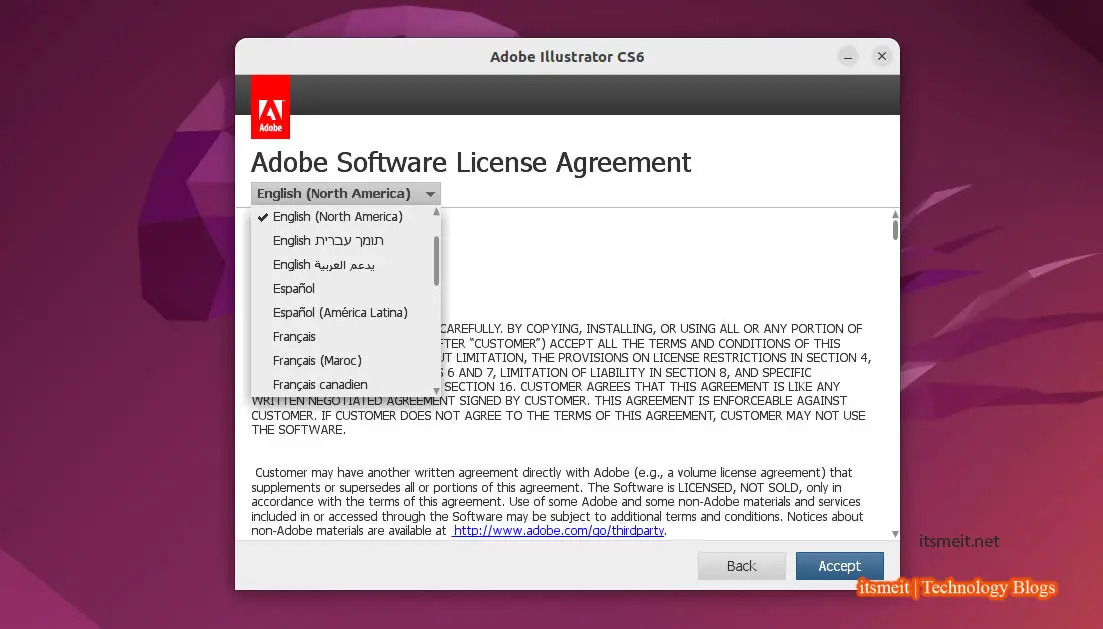 Adobe Illustrator CS6
Adobe
Adobe Software License Agreement
English (North America)
English (North America)
English תומך עברית
English يدعم العربية
Español
Español (América Latina)
Français
Français (Maroc)
Français canadien
CAREFULLY. BY COPYING, INSTALLING, OR USING ALL OR ANY PORTION OF
FTER “CUSTOMER”) ACCEPT ALL THE TERMS AND CONDITIONS OF THIS
UT LIMITATION, THE PROVISIONS ON LICENSE RESTRICTIONS IN SECTION 4,
6 AND 7, LIMITATION OF LIABILITY IN SECTION 8, AND SPECIFIC
SECTION 16. CUSTOMER AGREES THAT THIS AGREEMENT IS LIKE ANY
WRITTEN NEGOTIATED AGREEMENT SIGNED BY CUSTOMER. THIS AGREEMENT IS ENFORCEABLE AGAINST
CUSTOMER. IF CUSTOMER DOES NOT AGREE TO THE TERMS OF THIS AGREEMENT, CUSTOMER MAY NOT USE
THE SOFTWARE.
Customer may have another written agreement directly with Adobe (e.g., a volume license agreement) that
supplements or supersedes all or portions of this agreement. The Software is LICENSED, NOT SOLD, only in
accordance with the terms of this agreement. Use of some Adobe and some non-Adobe materials and services
included in or accessed through the Software may be subject to additional terms and conditions. Notices about
non-Adobe materials are available at http://www.adobe.com/go/thirdparty.
Back
Accept
itsmeit.net
itsmeit | Technology Blogs